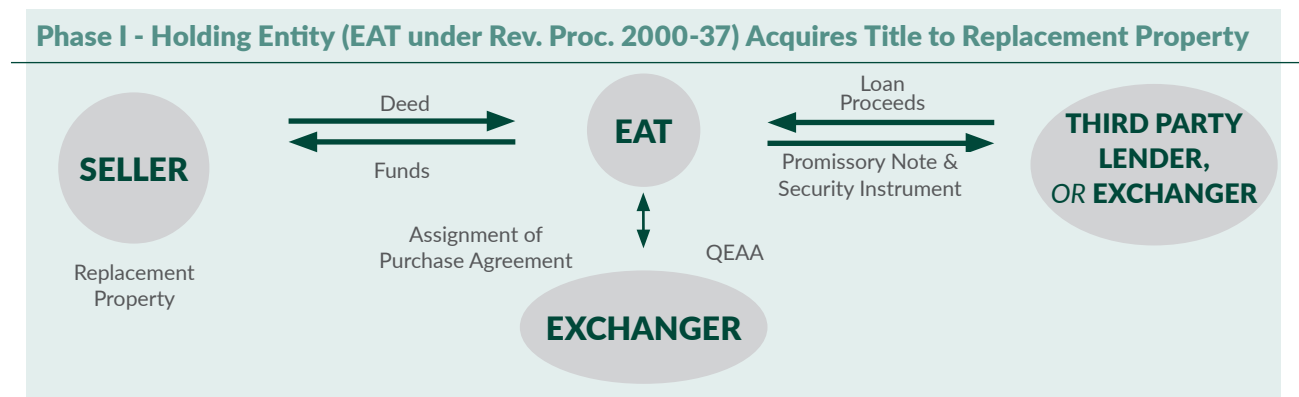 Phase I - Holding Entity (EAT under Rev. Proc. 2000-37) Acquires Title to Replacement Property
SELLER
Replacement
Property
Deed
Funds
EAT
Loan
Proceeds
Promissory Note &
Security Instrument
THIRD PARTY
LENDER,
OR EXCHANGER
Assignment of
Purchase Agreement
QEAA
EXCHANGER